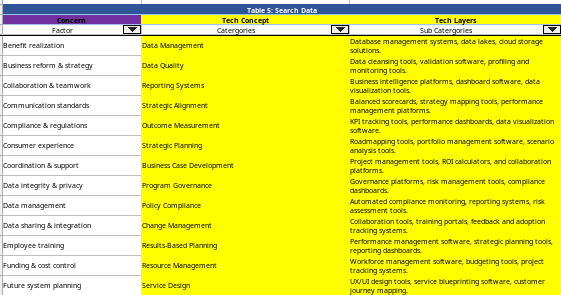 Table 5: Search Data
Concern Tech Concept Tech Layers
Factor Catergories Sub Catergories
Benefit realization Data Management Database management systems, data lakes, cloud storage
solutions.
Business reform & strategy Data Quality Data cleansing tools, validation software, profiling and
monitoring tools.
Collaboration & teamwork Reporting Systems Business intelligence platforms, dashboard software, data
visualization tools.
Communication standards Strategic Alignment Balanced scorecards, strategy mapping tools, performance
management platforms.
Compliance & regulations Outcome Measurement KPI tracking tools, performance dashboards, data visualization
software.
Consumer experience Strategic Planning Roadmapping tools, portfolio management software, scenario
analysis tools.
Coordination & support Business Case Development Project management tools, ROI calculators, and collaboration
platforms.
Data integrity & privacy Program Governance Governance platforms, risk management tools, compliance
dashboards.
Data management Policy Compliance Automated compliance monitoring, reporting systems, risk
assessment tools.
Data sharing & integration Change Management Collaboration tools, training portals, feedback and adoption
tracking systems.
Employee training Results-Based Planning Performance management software, strategic planning tools,
reporting dashboards.
Funding & cost control Resource Management Workforce management software, budgeting tools, project
tracking systems.
Future system planning Service Design UX/UI design tools, service blueprinting software, customer
journey mapping.